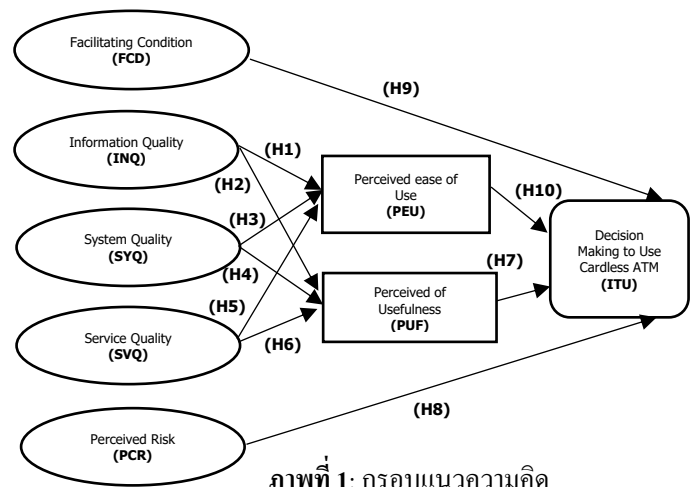 Facilitating Condition
(FCD)
(H9)
Information Quality
(INQ)
(H1)
(H2)
Perceived ease of
Use
(PEU)
(H10)
System Quality
(SYQ)
(H3)
(H4)
Decision
Making to Use
Cardless ATM
(ITU)
(H7)
Perceived of
Usefulness
(PUF)
(H5)
Service Quality
(SVQ)
(H6)
(H8)
Perceived Risk
(PCR)
ภาพที่ 1: กรอบแนวความคิด